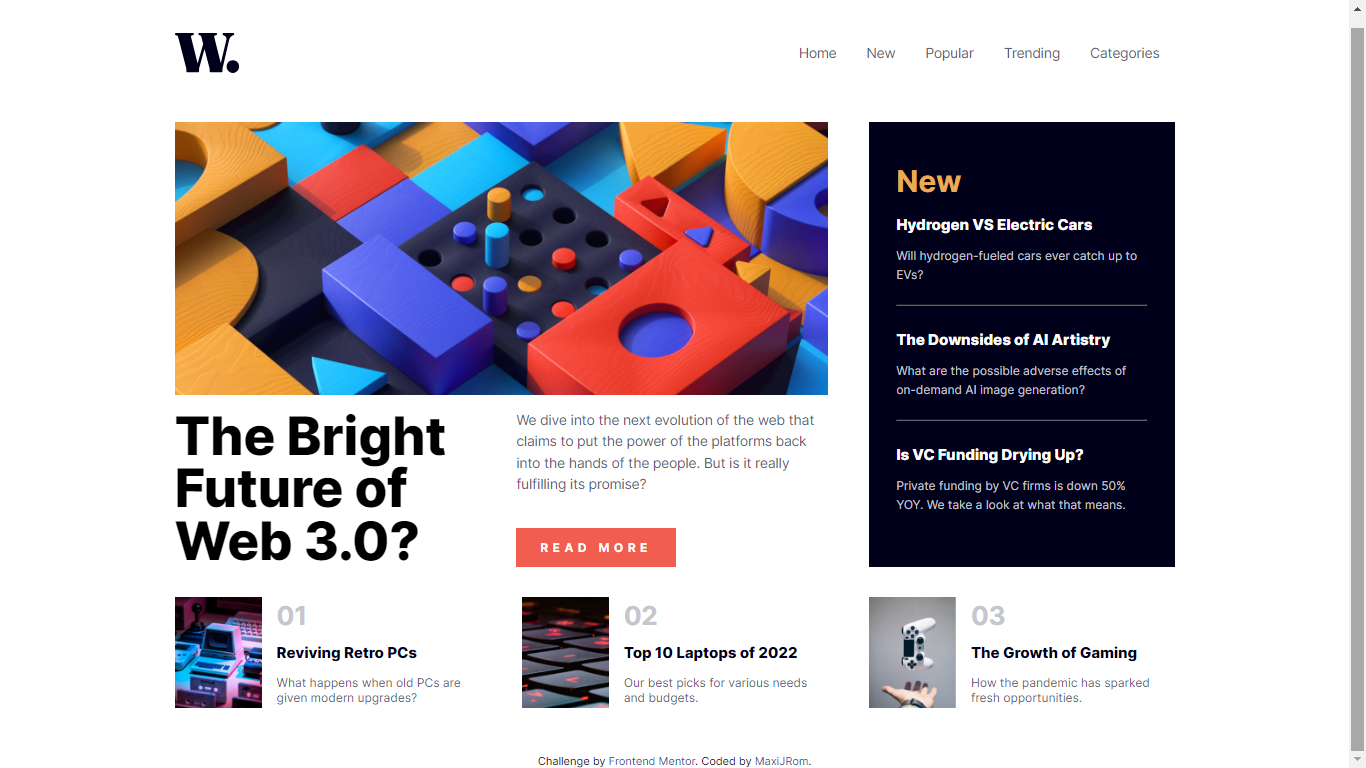 W.
Home New Popular Trending Categories
The Bright
Future of
Web 3.0?
We dive into the next evolution of the web that
claims to put the power of the platforms back
into the hands of the people. But is it really
fulfilling its promise?
READ MORE
New
Hydrogen VS Electric Cars
Will hydrogen-fueled cars ever catch up to
EVs?
The Downsides of AI Artistry
What are the possible adverse effects of
on-demand AI image generation?
Is VC Funding Drying Up?
Private funding by VC firms is down 50%
YOY. We take a look at what that means.
01
Reviving Retro PCs
What happens when old PCs are
given modern upgrades?
02
Top 10 Laptops of 2022
Our best picks for various needs
and budgets.
03
The Growth of Gaming
How the pandemic has sparked
fresh opportunities.
Challenge by Frontend Mentor. Coded by MaxiJRom.